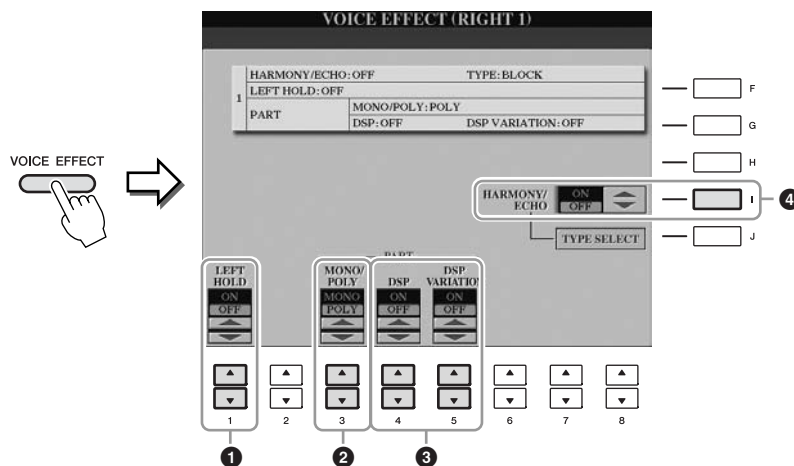 VOICE EFFECT (RIGHT 1)
HARMONY/ECHO: OFF TYPE: BLOCK
1
LEFT HOLD: OFF
PART
MONO/POLY: POLY
DSP: OFF DSP VARIATION: OFF
F
G
H
VOICE EFFECT
HARMONY/
ECHO
ON
OFF
I
4
TYPE SELECT
J
PART
LEFT
HOLD
ON
OFF
MONO/
POLY
MONO
POLY
DSP
ON
OFF
DSP
VARIATION
ON
OFF
1 2 3 4 5 6 7 8
1 2 3